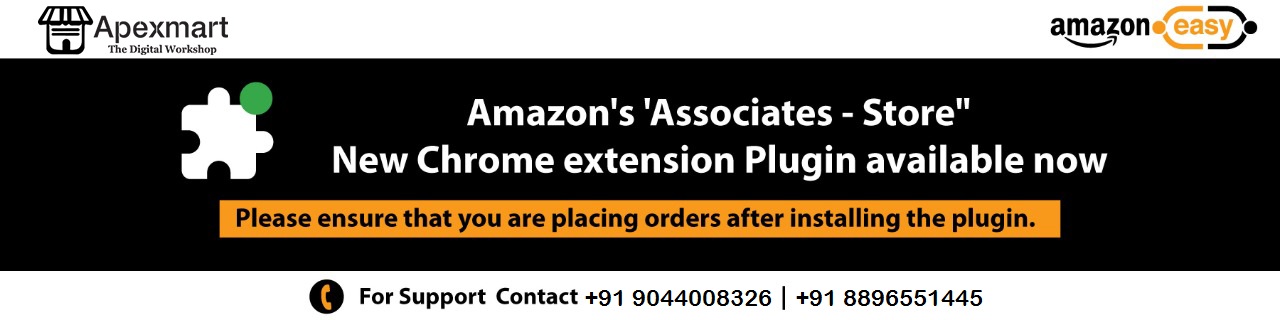 Apexmart
The Digital Workshop
amazon easy
Amazon's 'Associates - Store"
New Chrome extension Plugin available now
Please ensure that you are placing orders after installing the plugin.
For Support Contact +91 9044008326 | +91 8896551445